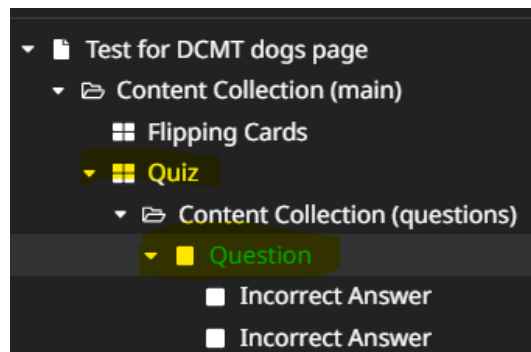 Test for DCMT dogs page
Content Collection (main)
Flipping Cards
Quiz
Content Collection (questions)
Question
Incorrect Answer
Incorrect Answer